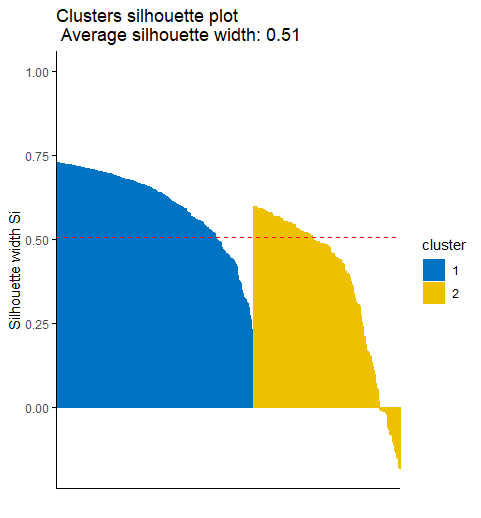 Clusters silhouette plot
Average silhouette width: 0.51
1.00
0.75
0.50
0.25
0.00
Silhouette width Si
cluster
1
2